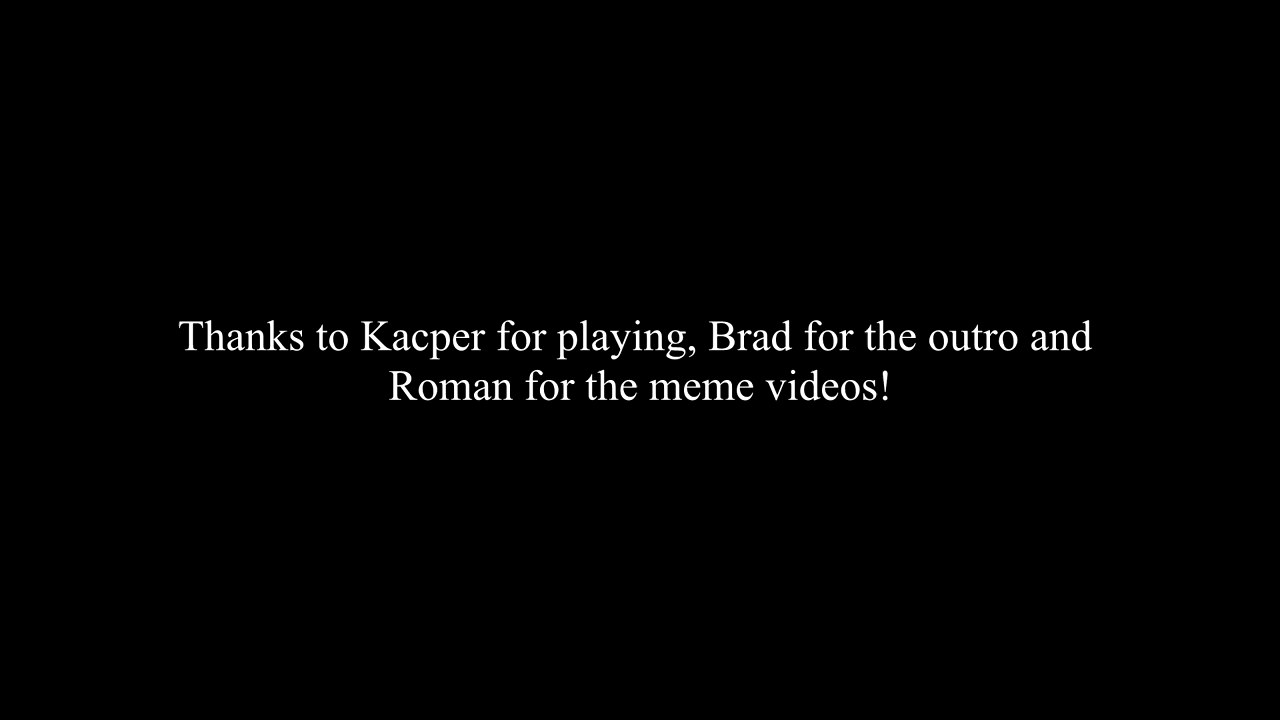 Thanks to Kacper for playing, Brad for the outro and
Roman for the meme videos!